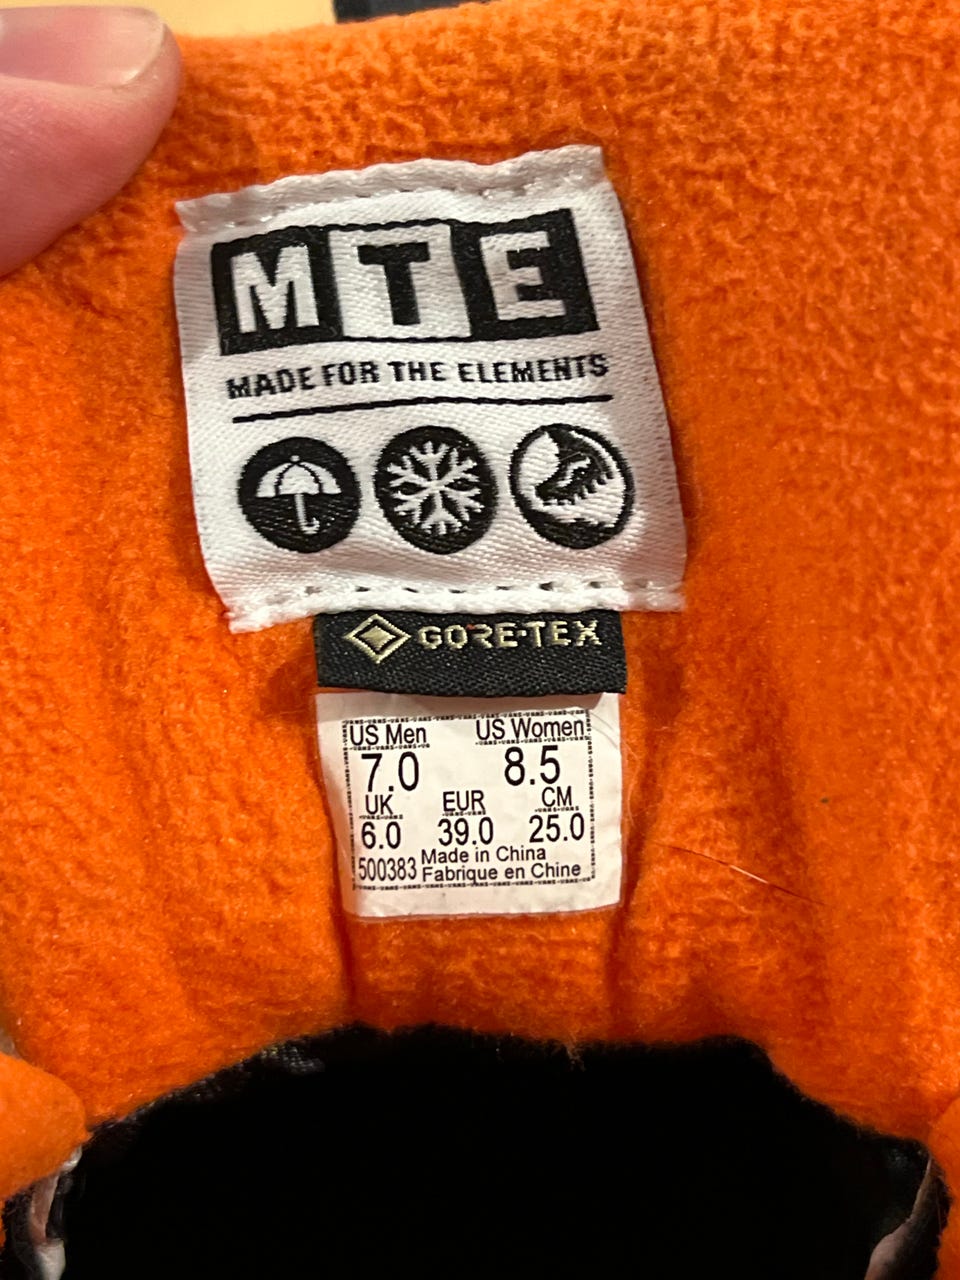 MTE
MADE FOR THE ELEMENTS
GORE-TEX
US Men US Women
7.0 8.5
UK EUR CM
6.0 39.0 25.0
500383 Made in China
Fabrique en Chine